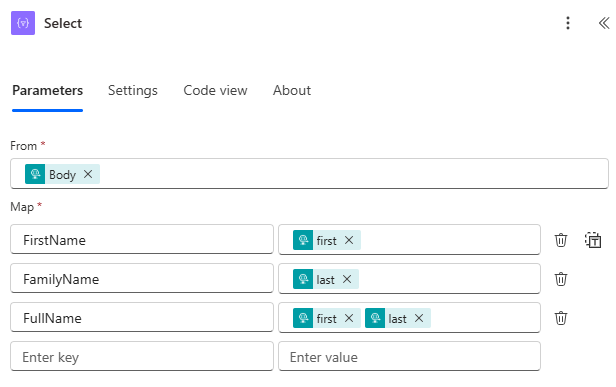 Select
Parameters Settings Code view About
From *
Body
Map *
FirstName first
FamilyName last
FullName first last
Enter key Enter value